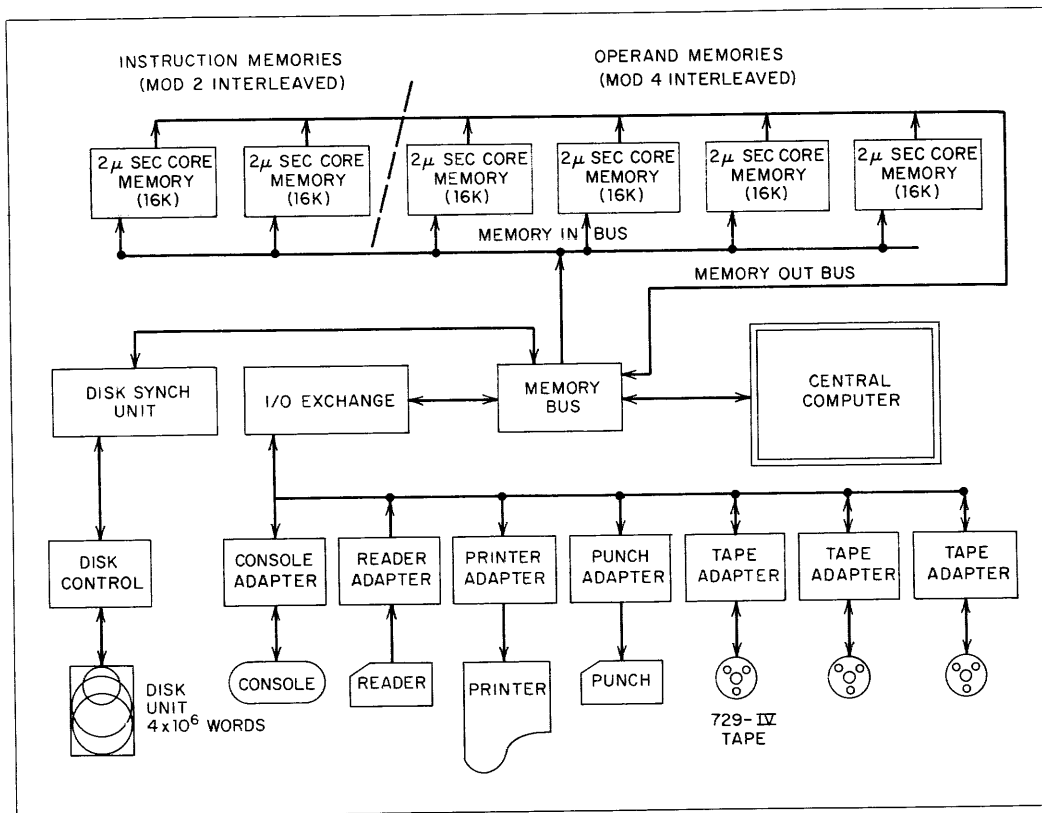 INSTRUCTION MEMORIES
(MOD 2 INTERLEAVED)
OPERAND MEMORIES
(MOD 4 INTERLEAVED)
2μ SEC CORE
MEMORY
(16K)
2μ SEC CORE
MEMORY
(16K)
2μ SEC CORE
MEMORY
(16K)
2μ SEC CORE
MEMORY
(16K)
2μ SEC CORE
MEMORY
(16K)
2μ SEC CORE
MEMORY
(16K)
MEMORY IN BUS
MEMORY OUT BUS
DISK SYNCH
UNIT
I/O EXCHANGE
MEMORY
BUS
CENTRAL
COMPUTER
DISK
CONTROL
CONSOLE
ADAPTER
READER
ADAPTER
PRINTER
ADAPTER
PUNCH
ADAPTER
TAPE
ADAPTER
TAPE
ADAPTER
TAPE
ADAPTER
DISK
UNIT
4x10⁶ WORDS
CONSOLE
READER
PRINTER
PUNCH
729-IV
TAPE